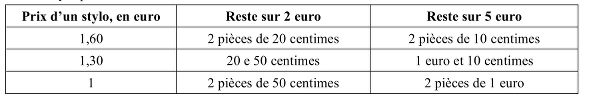 Prix d'un stylo, en euro Reste sur 2 euro Reste sur 5 euro
1,60 2 pièces de 20 centimes 2 pièces de 10 centimes
1,30 20 e 50 centimes 1 euro et 10 centimes
1 2 pièces de 50 centimes 2 pièces de 1 euro